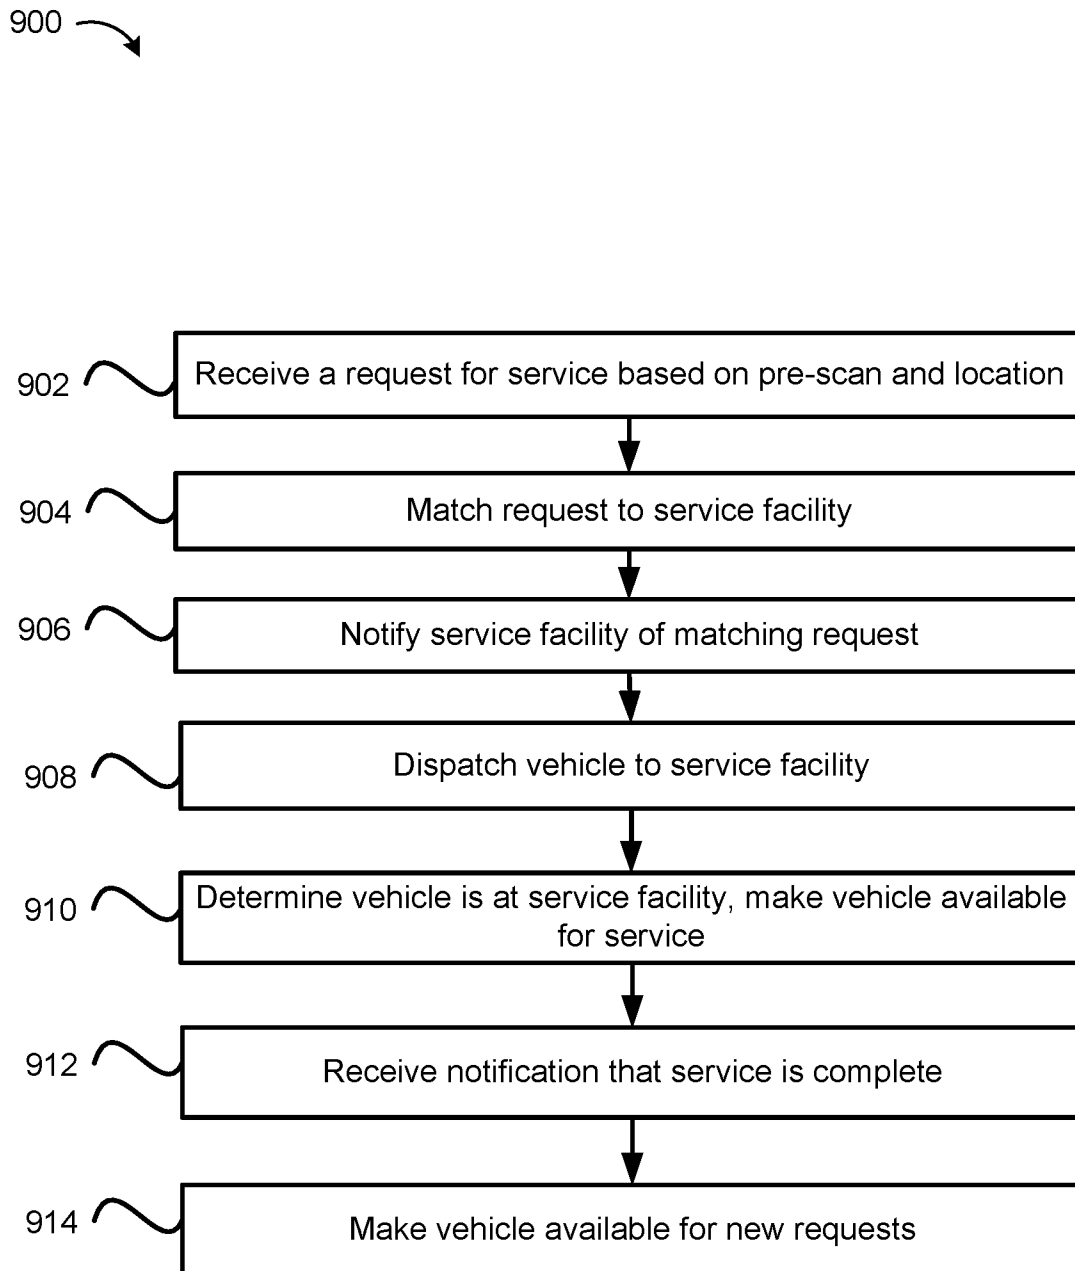 900
902
Receive a request for service based on pre-scan and location
904
Match request to service facility
906
Notify service facility of matching request
908
Dispatch vehicle to service facility
910
Determine vehicle is at service facility, make vehicle available
for service
912
Receive notification that service is complete
914
Make vehicle available for new requests